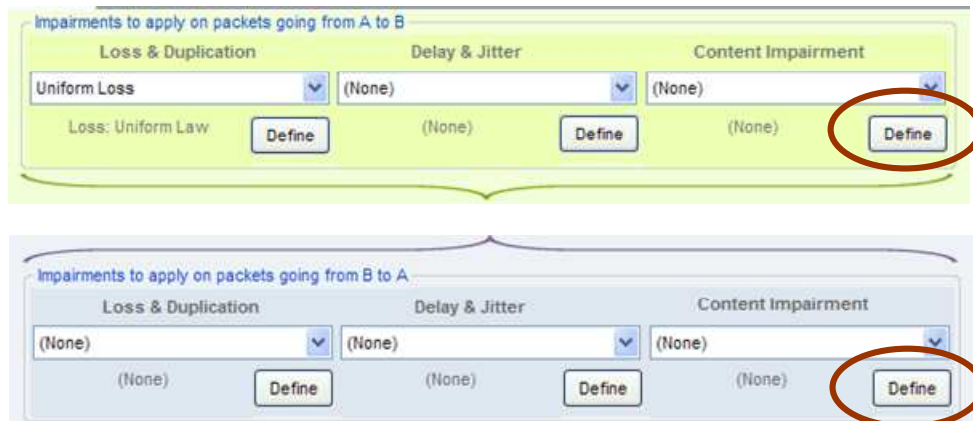 Impairments to apply on packets going from A to B
Loss & Duplication Delay & Jitter Content Impairment
Uniform Loss (None) (None)
Loss: Uniform Law Define (None) Define (None) Define
Impairments to apply on packets going from B to A
Loss & Duplication Delay & Jitter Content Impairment
(None) (None) (None)
(None) Define (None) Define (None) Define